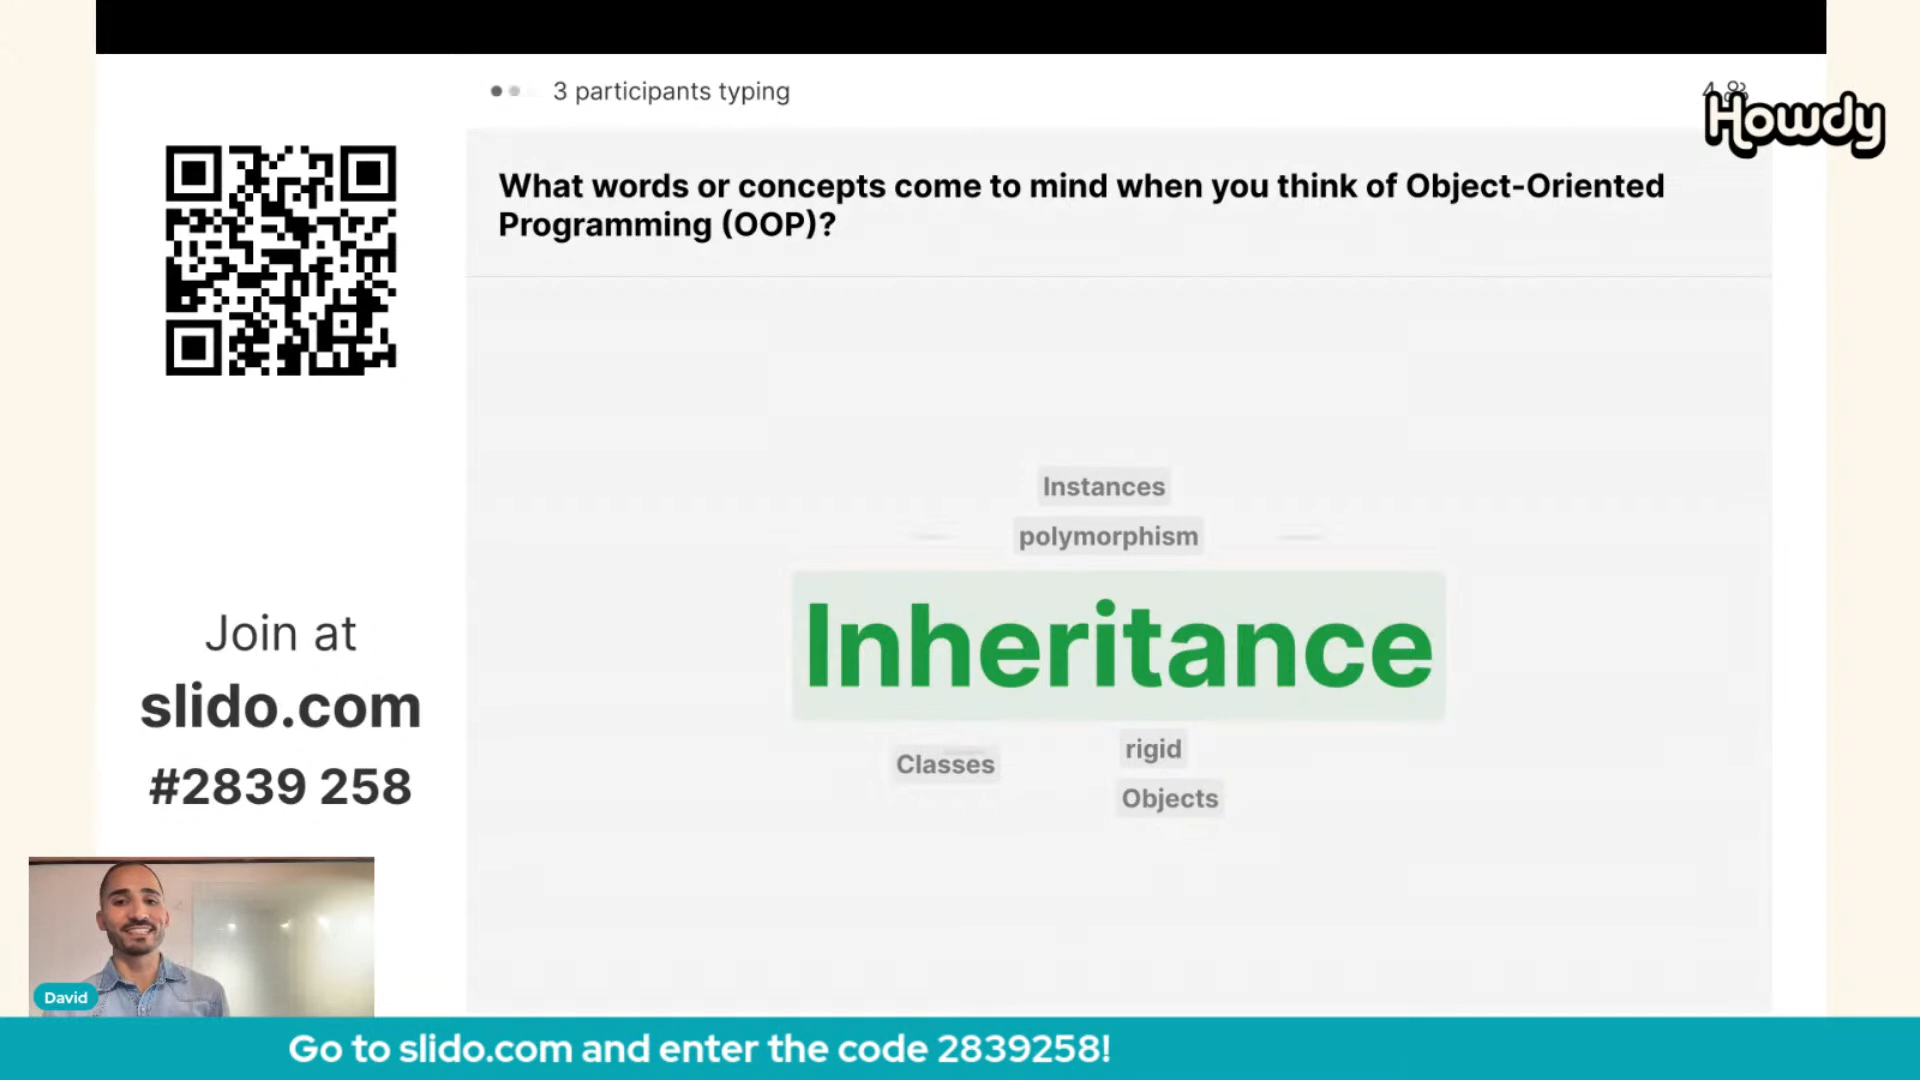 3 participants typing
4
Howdy
What words or concepts come to mind when you think of Object-Oriented
Programming (OOP)?
Instances
polymorphism
Inheritance
Classes
rigid
Objects
Join at
slido.com
#2839 258
David
Go to slido.com and enter the code 2839258!